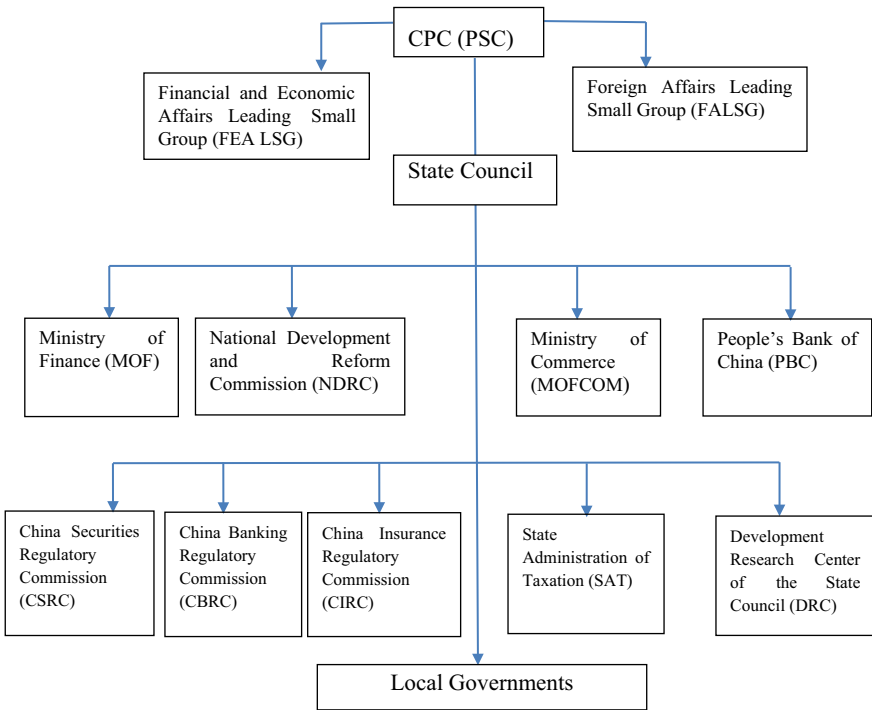 CPC (PSC)
Financial and Economic
Affairs Leading Small
Group (FEA LSG)
Foreign Affairs Leading
Small Group (FALSG)
State Council
Ministry of
Finance (MOF)
National Development
and Reform
Commission (NDRC)
Ministry of
Commerce
(MOFCOM)
People’s Bank of
China (PBC)
China Securities
Regulatory
Commission
(CSRC)
China Banking
Regulatory
Commission
(CBRC)
China Insurance
Regulatory
Commission
(CIRC)
State
Administration of
Taxation (SAT)
Development
Research Center
of the State
Council (DRC)
Local Governments